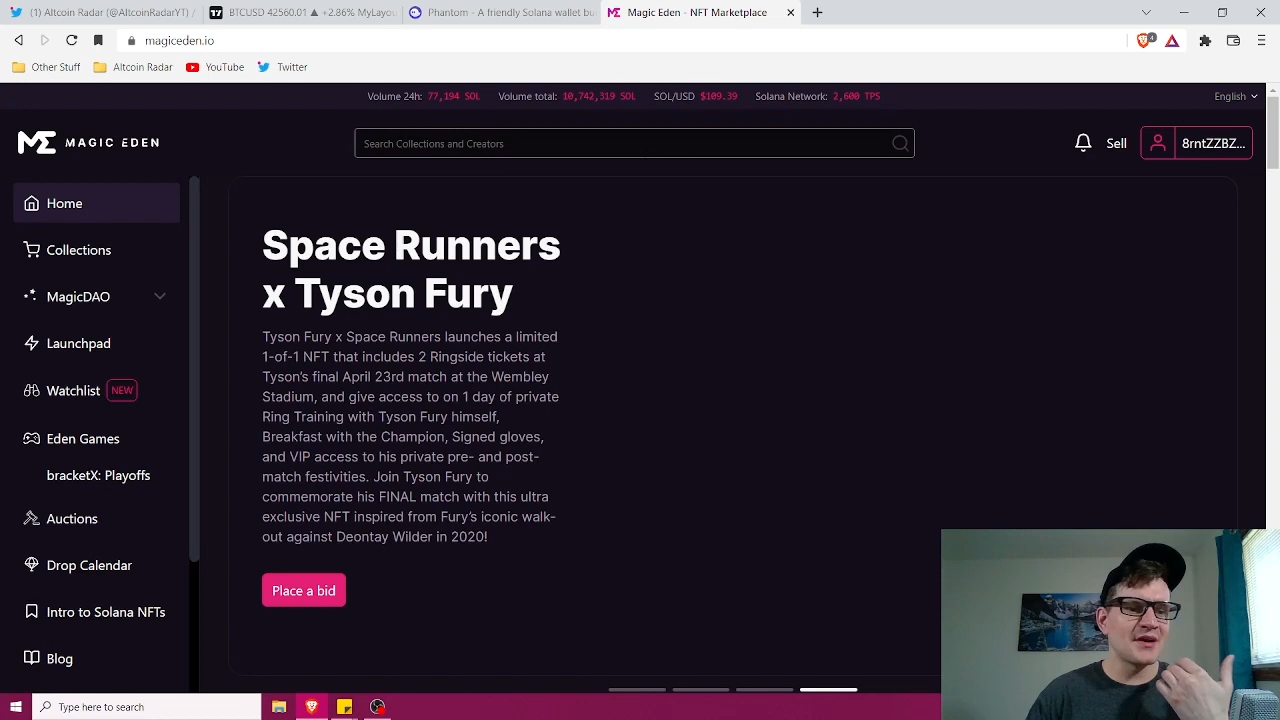 (1) Altcoin Radar (@AltcoinRadarYT) /
BTCUSD 42560.01 ▲ +2.86% MyLayou
Phantom - A friendly Solana wallet bu
Magic Eden - NFT Marketplace
magiceden.io
4
Other Stuff
Altcoin Radar
YouTube
Twitter
Volume 24h: 77,194 SOL Volume total: 10,742,319 SOL SOL/USD $109.39 Solana Network: 2,600 TPS
English
MAGIC EDEN
Search Collections and Creators
Sell
8rntZZBZ...
Home
Collections
MagicDAO
Launchpad
Watchlist NEW
Eden Games
bracketX: Playoffs
Auctions
Drop Calendar
Intro to Solana NFTs
Blog
Space Runners
x Tyson Fury
Tyson Fury x Space Runners launches a limited
1-of-1 NFT that includes 2 Ringside tickets at
Tyson's final April 23rd match at the Wembley
Stadium, and give access to on 1 day of private
Ring Training with Tyson Fury himself,
Breakfast with the Champion, Signed gloves,
and VIP access to his private pre- and post-
match festivities. Join Tyson Fury to
commemorate his FINAL match with this ultra
exclusive NFT inspired from Fury's iconic walk-
out against Deontay Wilder in 2020!
Place a bid
Type here to search